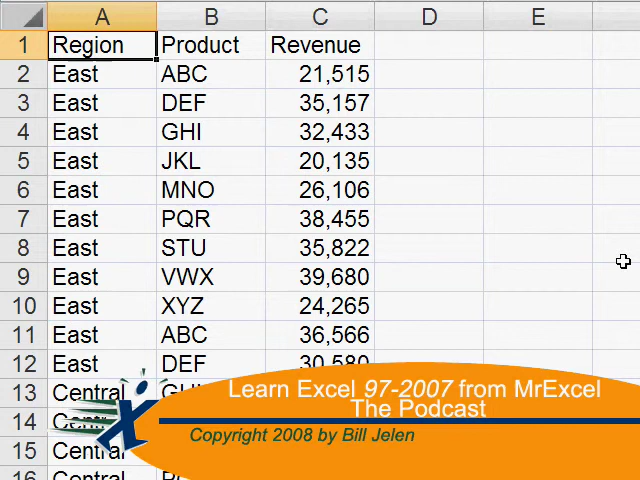 A B C D E
1 Region Product Revenue
2 East ABC 21,515
3 East DEF 35,157
4 East GHI 32,433
5 East JKL 20,135
6 East MNO 26,106
7 East PQR 38,455
8 East STU 35,822
9 East VWX 39,680
10 East XYZ 24,265
11 East ABC 36,566
12 East DEF 30,580
13 Central
14
15 Central
16 Central
Learn Excel 97-2007 from MrExcel
The Podcast
Copyright 2008 by Bill Jelen